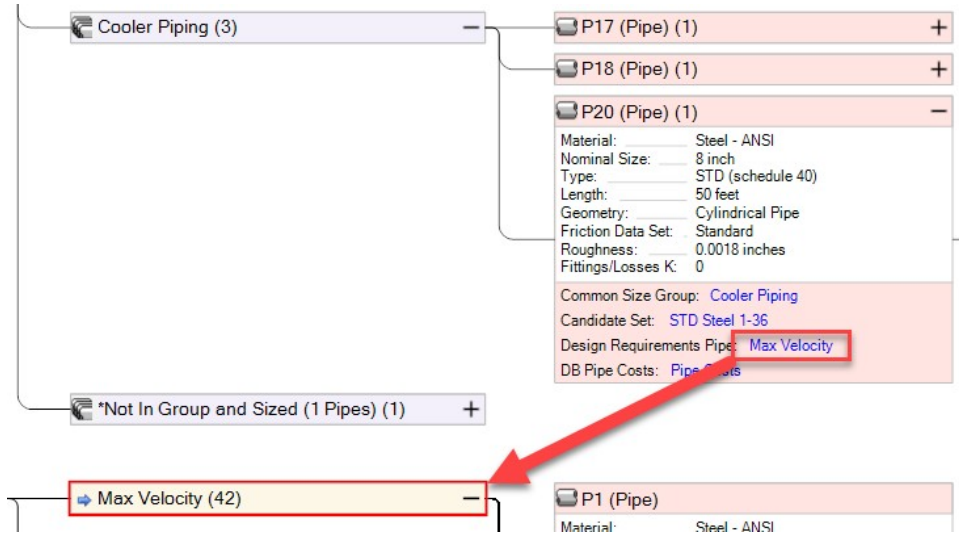 Cooler Piping (3)
P17 (Pipe) (1)
P18 (Pipe) (1)
P20 (Pipe) (1)
Material: Steel - ANSI
Nominal Size: 8 inch
Type: STD (schedule 40)
Length: 50 feet
Geometry: Cylindrical Pipe
Friction Data Set: Standard
Roughness: 0.0018 inches
Fittings/Losses K: 0
Common Size Group: Cooler Piping
Candidate Set: STD Steel 1-36
Design Requirements Pipe: Max Velocity
DB Pipe Costs: Pipe Costs
*Not In Group and Sized (1 Pipes) (1)
Max Velocity (42)
P1 (Pipe)
Material: Steel - ANSI